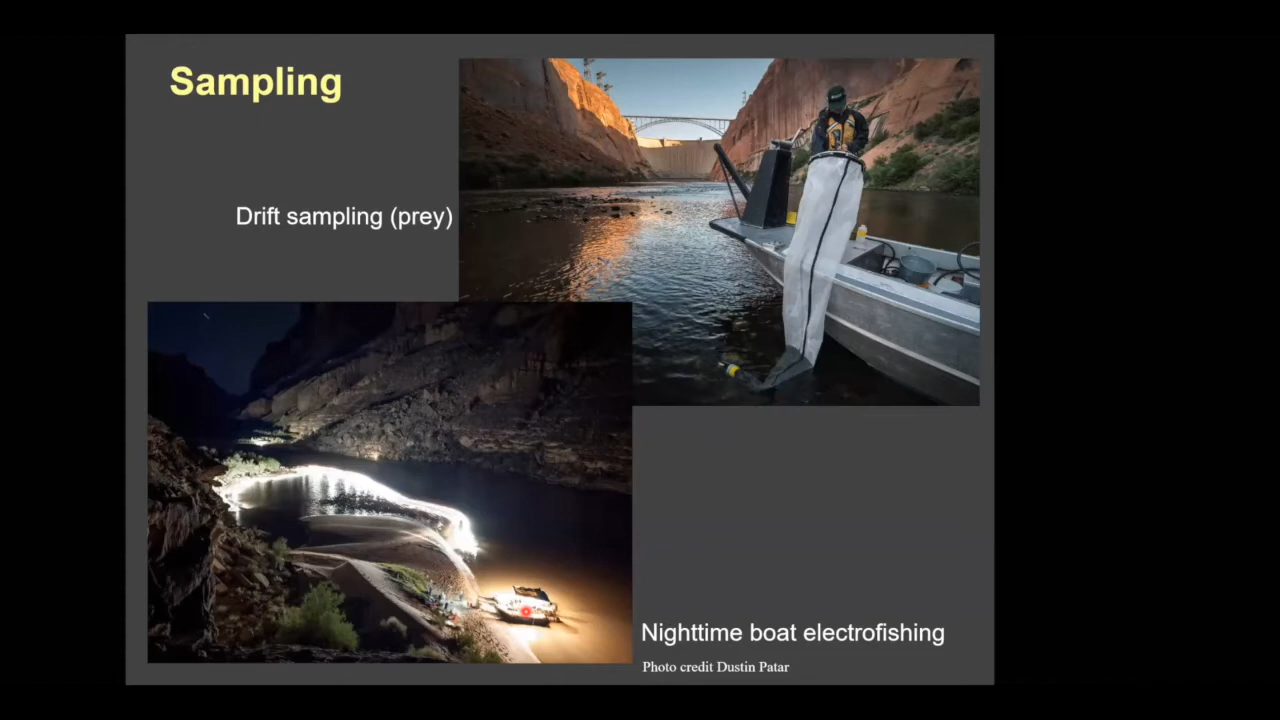 Sampling
Drift sampling (prey)
Nighttime boat electrofishing
Photo credit Dustin Patar